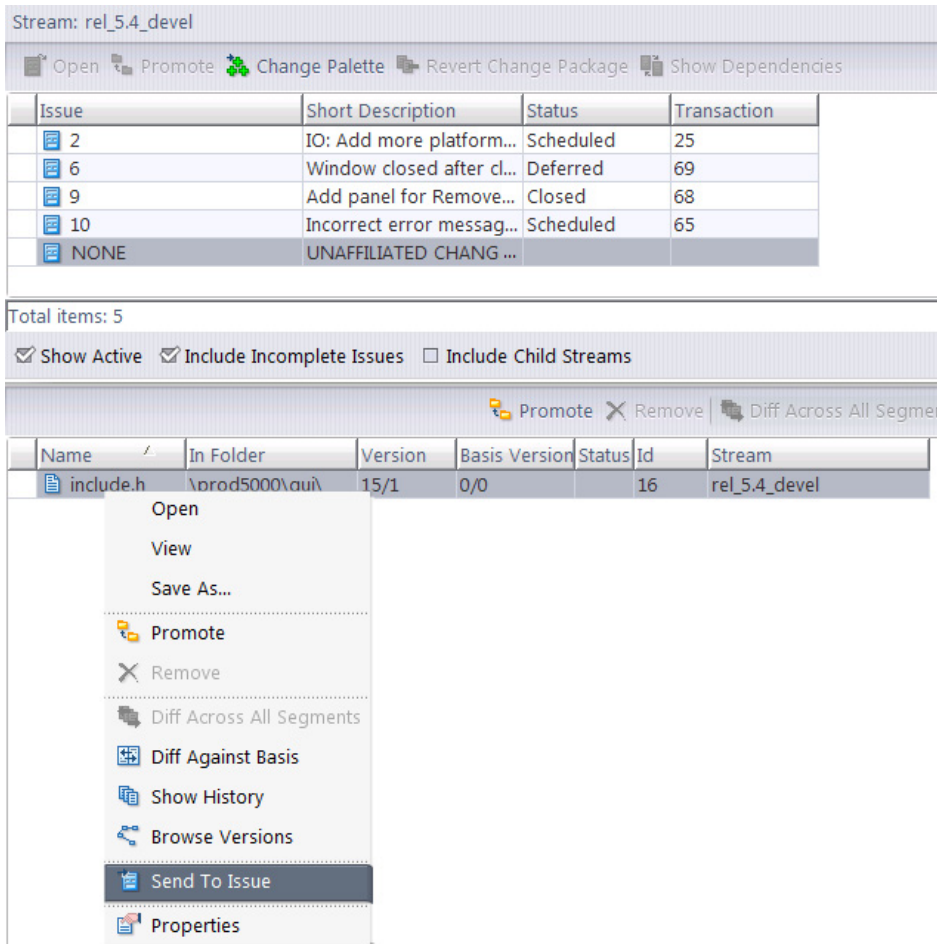 Stream: rel_5.4_devel
Open Promote Change Palette Revert Change Package Show Dependencies
Issue Short Description Status Transaction
2 IO: Add more platform... Scheduled 25
6 Window closed after cl... Deferred 69
9 Add panel for Remove... Closed 68
10 Incorrect error messag... Scheduled 65
NONE UNAFFILIATED CHANG ...
Total items: 5
Show Active Include Incomplete Issues Include Child Streams
Promote Remove Diff Across All Segme
Name In Folder Version Basis Version Status Id Stream
include.h \prod5000\gui\ 15/1 0/0 16 rel_5.4_devel
Open
View
Save As...
Promote
Remove
Diff Across All Segments
Diff Against Basis
Show History
Browse Versions
Send To Issue
Properties